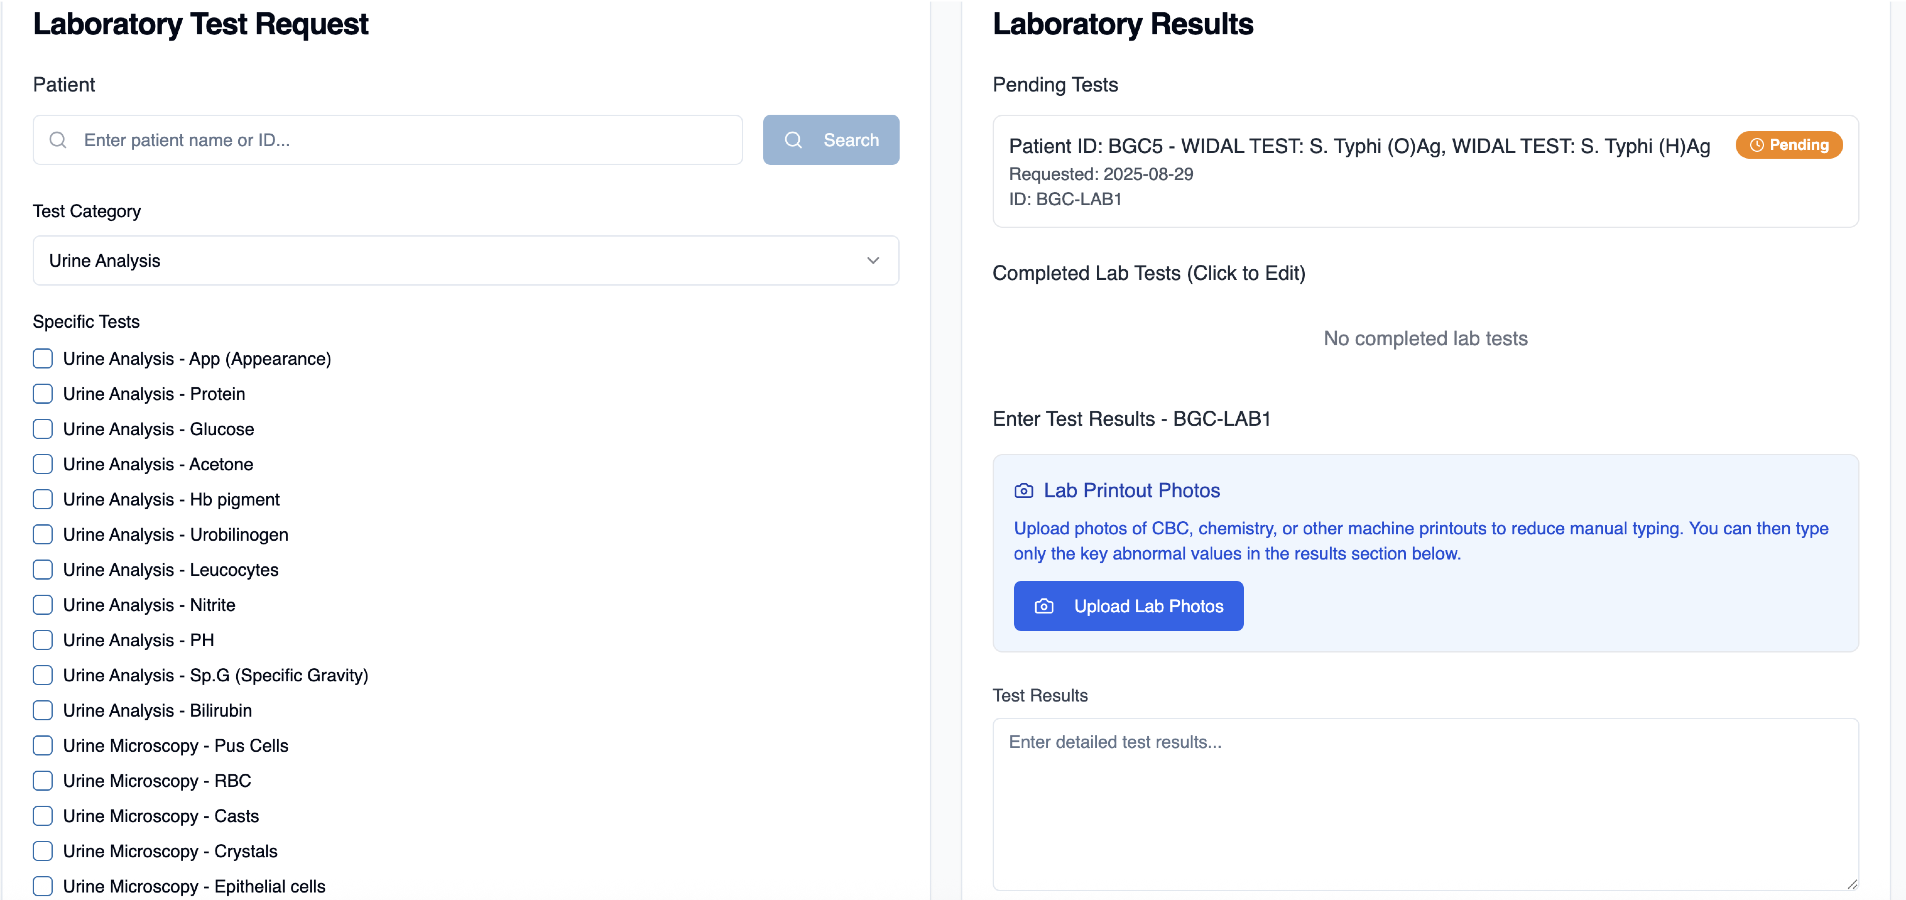 Laboratory Test Request
Patient
Enter patient name or ID...
Search
Test Category
Urine Analysis
Specific Tests
Urine Analysis - App (Appearance)
Urine Analysis - Protein
Urine Analysis - Glucose
Urine Analysis - Acetone
Urine Analysis - Hb pigment
Urine Analysis - Urobilinogen
Urine Analysis - Leucocytes
Urine Analysis - Nitrite
Urine Analysis - PH
Urine Analysis - Sp.G (Specific Gravity)
Urine Analysis - Bilirubin
Urine Microscopy - Pus Cells
Urine Microscopy - RBC
Urine Microscopy - Casts
Urine Microscopy - Crystals
Urine Microscopy - Epithelial cells
Laboratory Results
Pending Tests
Patient ID: BGC5 - WIDAL TEST: S. Typhi (O)Ag, WIDAL TEST: S. Typhi (H)Ag
Pending
Requested: 2025-08-29
ID: BGC-LAB1
Completed Lab Tests (Click to Edit)
No completed lab tests
Enter Test Results - BGC-LAB1
Lab Printout Photos
Upload photos of CBC, chemistry, or other machine printouts to reduce manual typing. You can then type
only the key abnormal values in the results section below.
Upload Lab Photos
Test Results
Enter detailed test results...